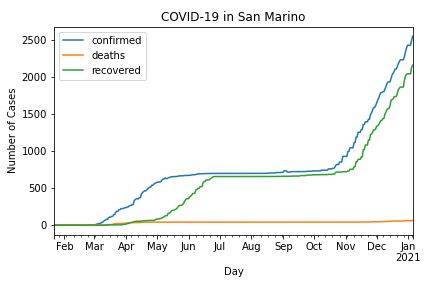 COVID-19 in San Marino
confirmed
deaths
recovered
2500
2000
1500
1000
500
0
Number of Cases
Feb Mar Apr May Jun Jul Aug Sep Oct Nov Dec Jan
2021
Day